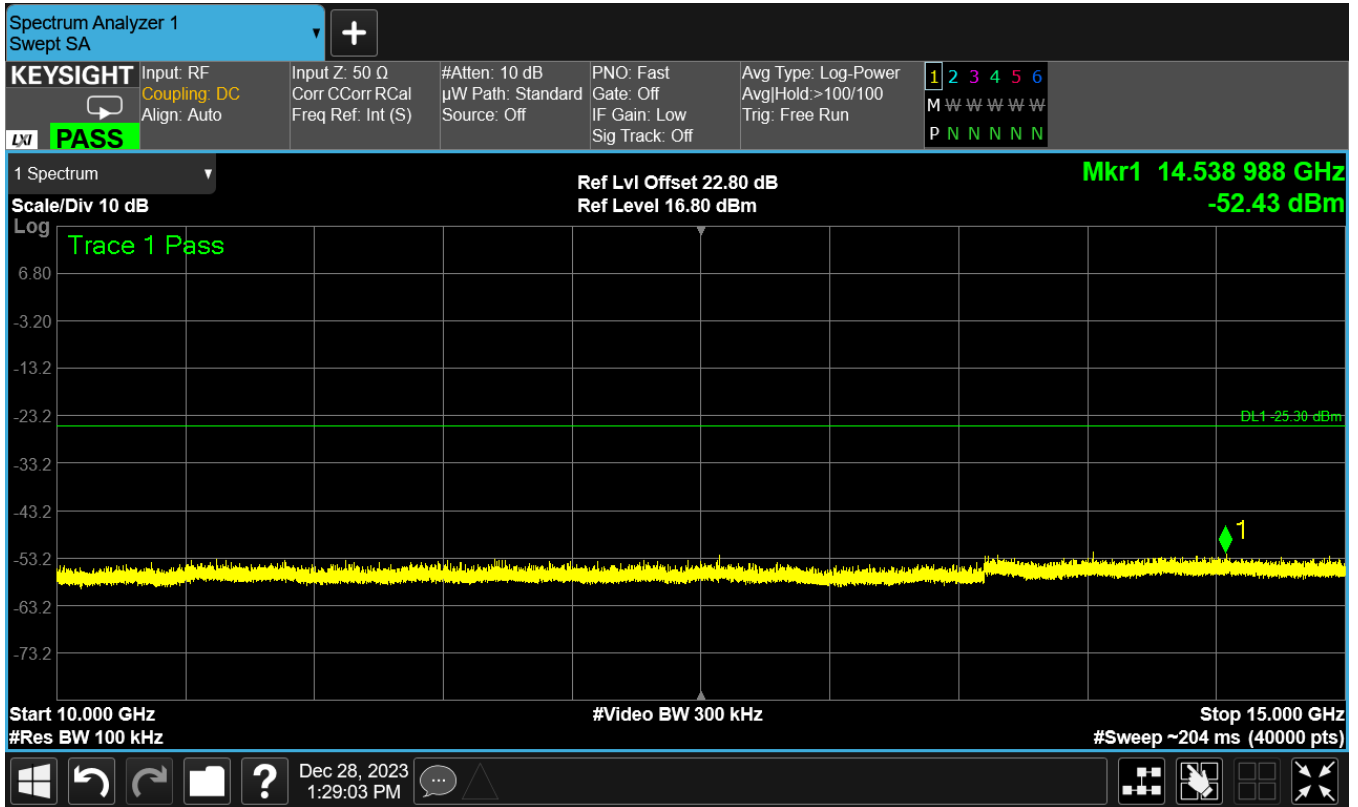 Spectrum Analyzer 1
Swept SA
+
KEYSIGHT
LXI
PASS
Input: RF
Coupling: DC
Align: Auto
Input Z: 50 Ω
Corr CCorr RCal
Freq Ref: Int (S)
#Atten: 10 dB
µW Path: Standard
Source: Off
PNO: Fast
Gate: Off
IF Gain: Low
Sig Track: Off
Avg Type: Log-Power
Avg|Hold:>100/100
Trig: Free Run
1 2 3 4 5 6
M W W W W W
P N N N N N
1 Spectrum
Scale/Div 10 dB
Log
Ref Lvl Offset 22.80 dB
Ref Level 16.80 dBm
Mkr1 14.538 988 GHz
-52.43 dBm
Trace 1 Pass
6.80
-3.20
-13.2
-23.2
DL1 -25.30 dBm
-33.2
-43.2
1
-53.2
-63.2
-73.2
Start 10.000 GHz
#Video BW 300 kHz
Stop 15.000 GHz
#Res BW 100 kHz
#Sweep ~204 ms (40000 pts)
?
Dec 28, 2023
1:29:03 PM